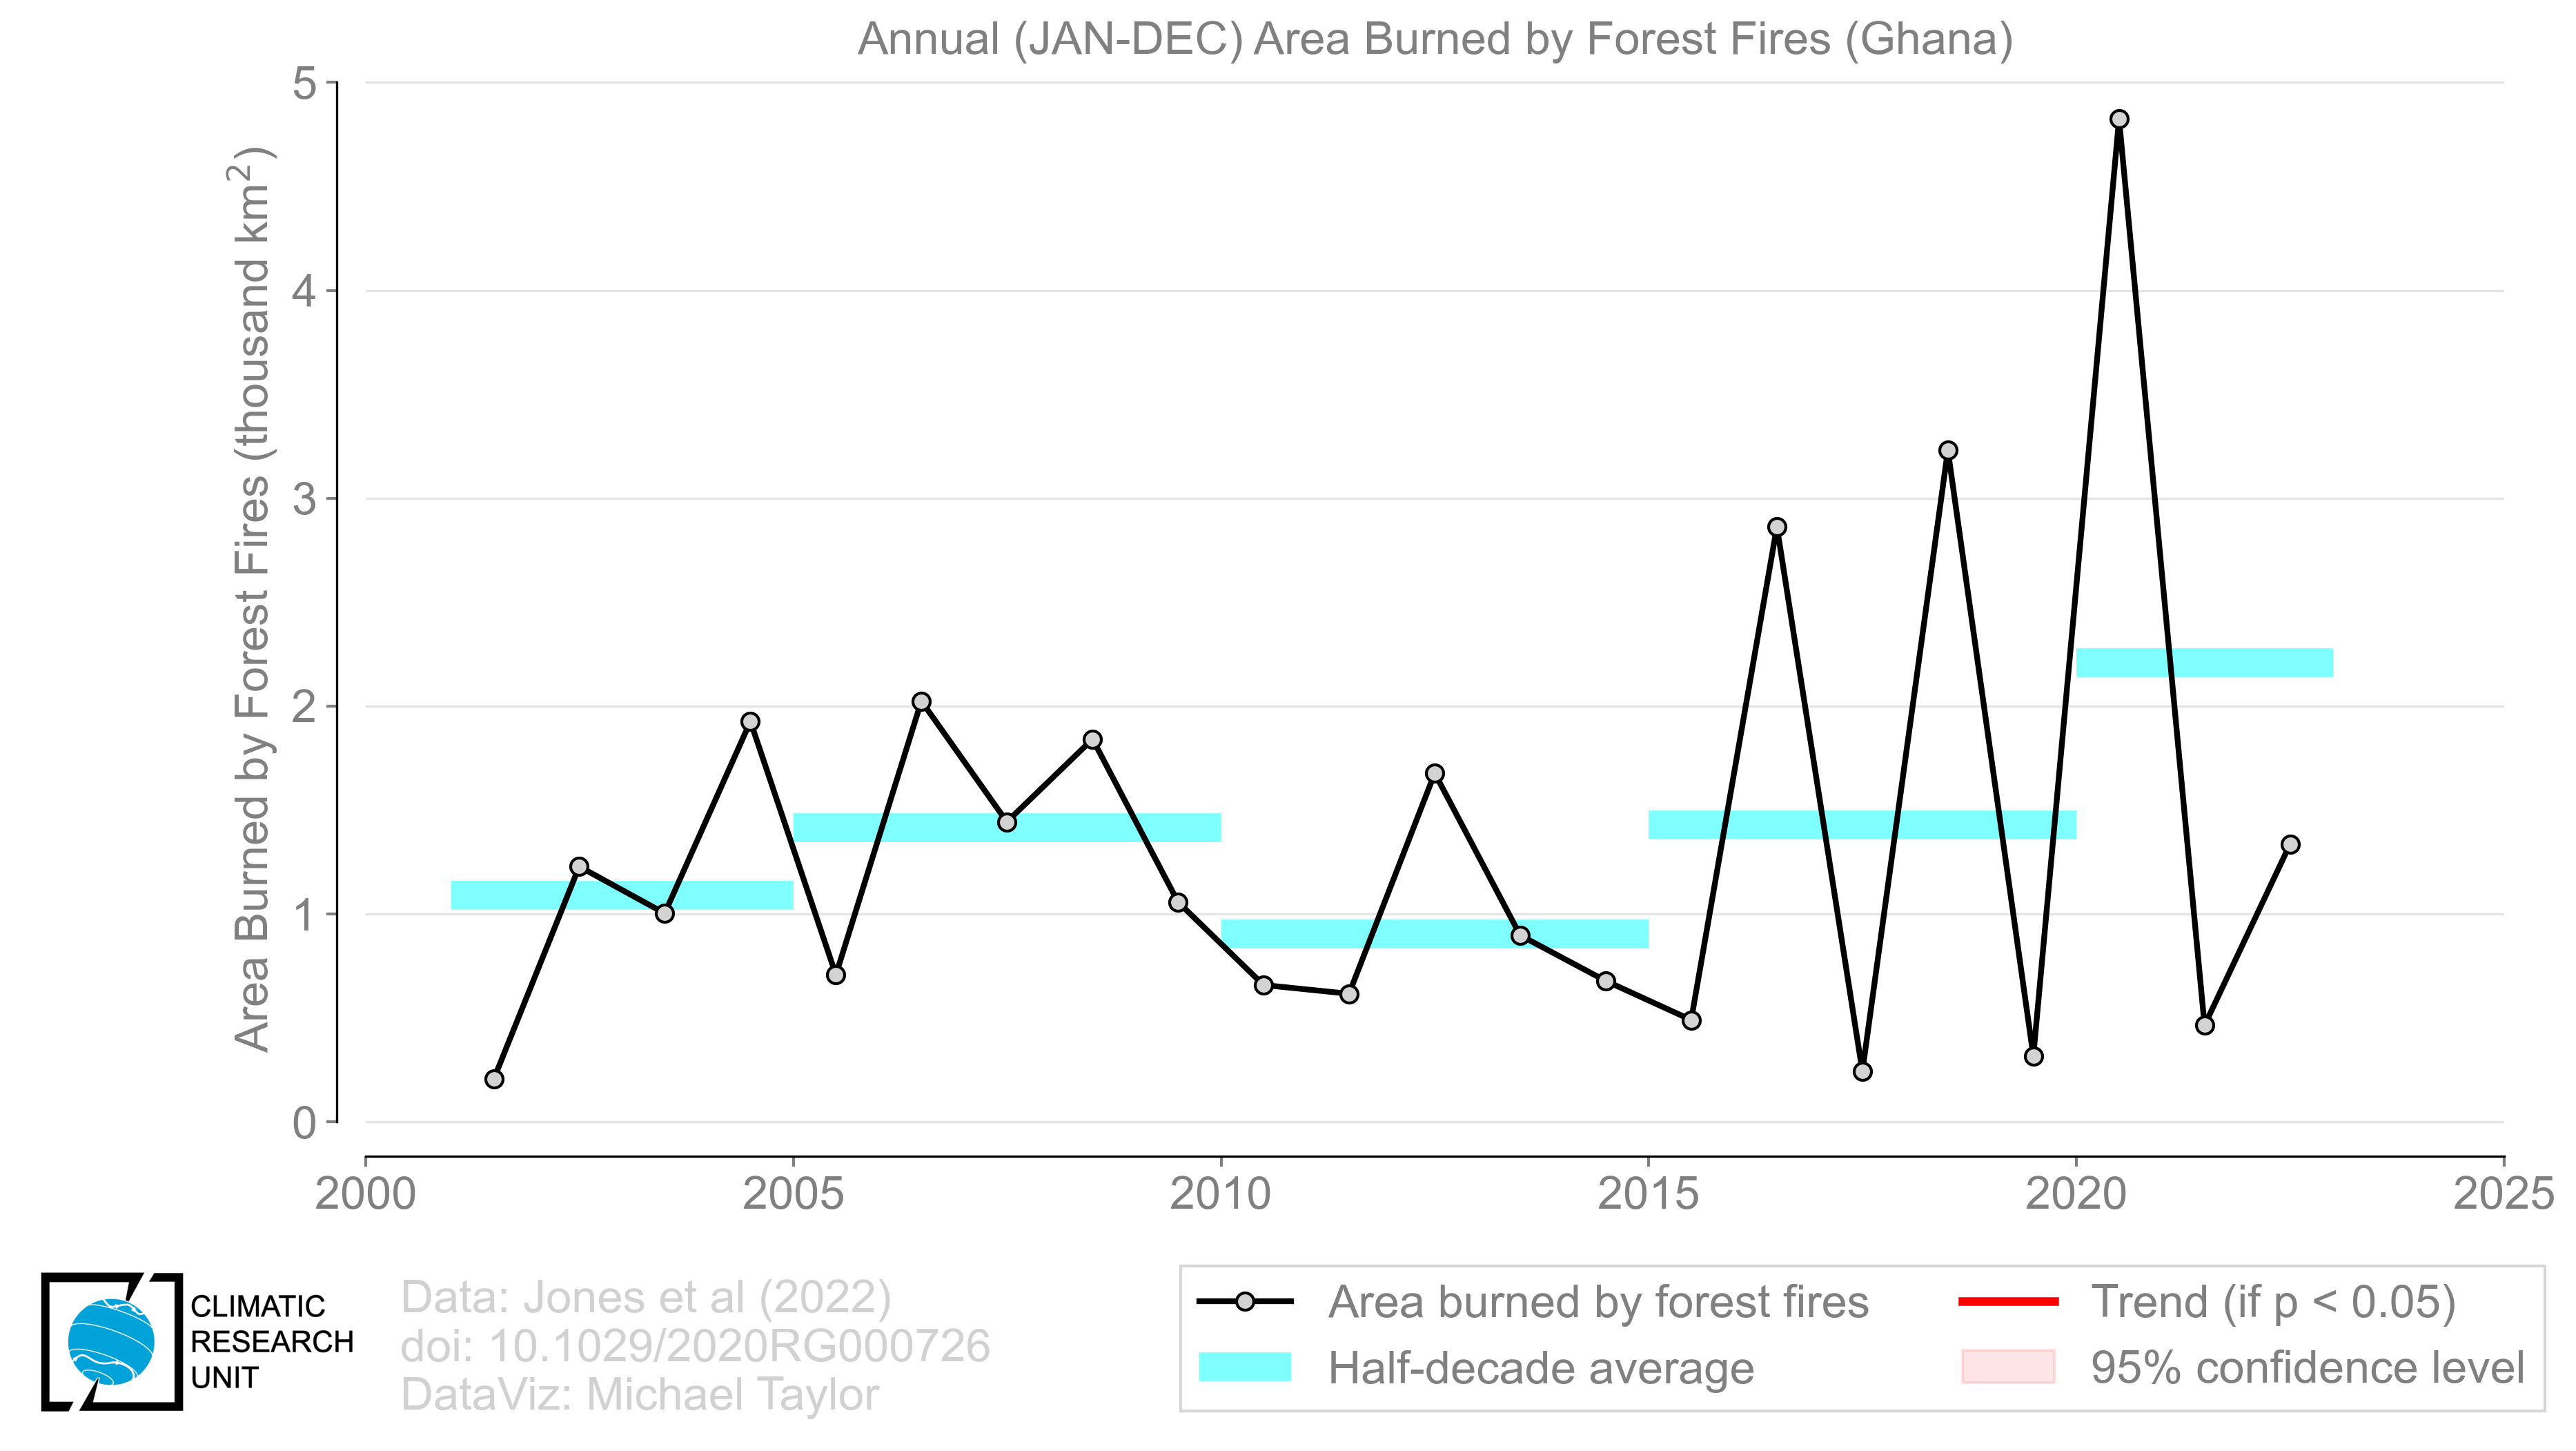 Annual (JAN-DEC) Area Burned by Forest Fires (Ghana)
Area Burned by Forest Fires (thousand km²)
5
4
3
2
1
0
2000 2005 2010 2015 2020 2025
CLIMATIC
RESEARCH
UNIT
Data: Jones et al (2022)
doi: 10.1029/2020RG000726
DataViz: Michael Taylor
Area burned by forest fires
Half-decade average
Trend (if p < 0.05)
95% confidence level